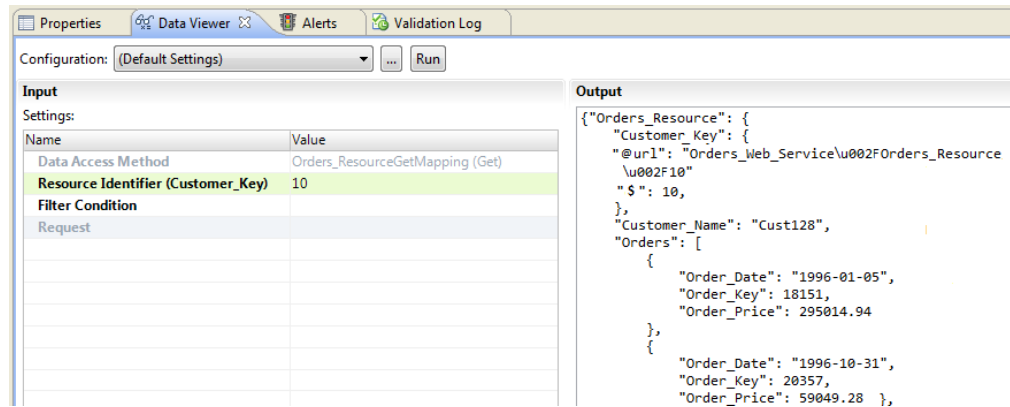 Properties Data Viewer Alerts Validation Log
Configuration: (Default Settings) ... Run
Input
Settings:
Name Value
Data Access Method Orders_ResourceGetMapping (Get)
Resource Identifier (Customer_Key) 10
Filter Condition
Request
Output
{"Orders_Resource": {
"Customer_Key": {
"@url": "Orders_Web_Service\u002FOrders_Resource
\u002F10"
"$": 10,
},
"Customer_Name": "Cust128",
"Orders": [
{
"Order_Date": "1996-01-05",
"Order_Key": 18151,
"Order_Price": 295014.94
},
{
"Order_Date": "1996-10-31",
"Order_Key": 20357,
"Order_Price": 59049.28 },